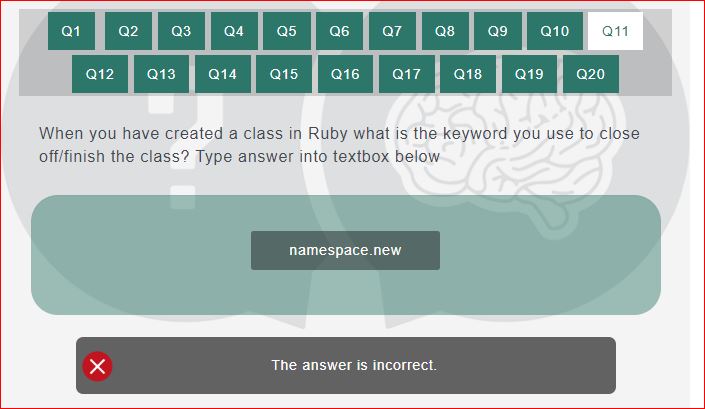 Q1 Q2 Q3 Q4 Q5 Q6 Q7 Q8 Q9 Q10 Q11
Q12 Q13 Q14 Q15 Q16 Q17 Q18 Q19 Q20
When you have created a class in Ruby what is the keyword you use to close
off/finish the class? Type answer into textbox below
namespace.new
The answer is incorrect.